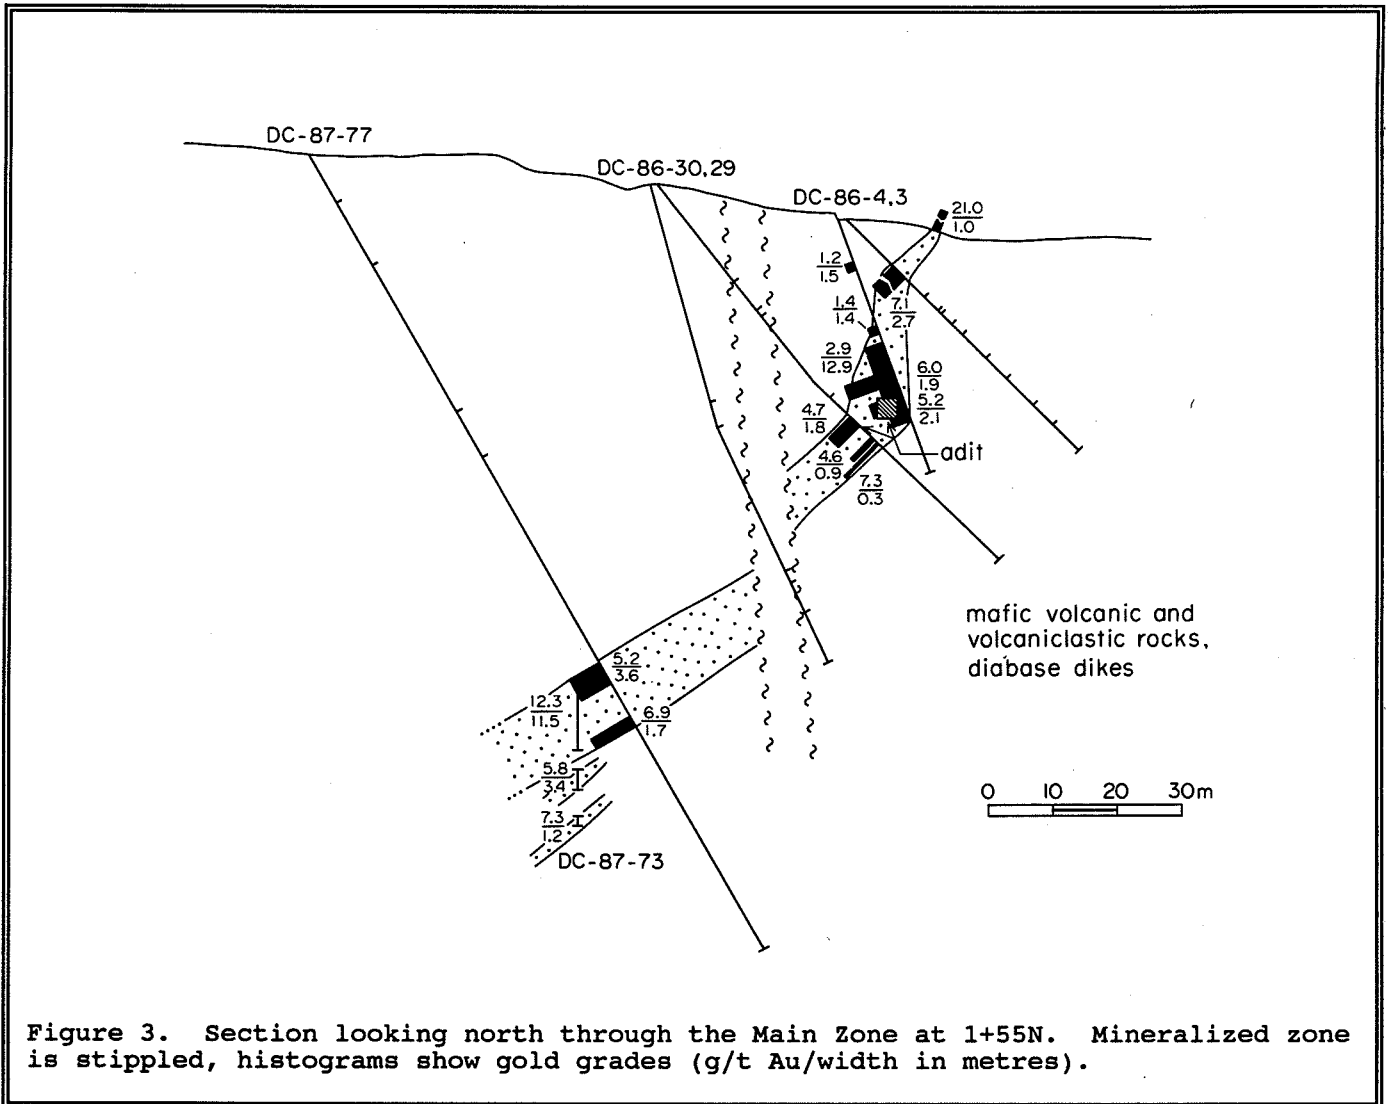 DC-87-77
DC-86-30,29
DC-86-4,3
21.0
1.0
1.2
1.5
1.4
1.4
7.1
2.7
2.9
12.9
6.0
1.9
5.2
2.1
4.7
1.8
adit
4.6
0.9
7.3
0.3
mafic volcanic and
volcaniclastic rocks,
diabase dikes
5.2
3.6
12.3
11.5
6.9
1.7
5.8
3.4
7.3
1.2
DC-87-73
0 10 20 30m
Figure 3. Section looking north through the Main Zone at 1+55N. Mineralized zone
is stippled, histograms show gold grades (g/t Au/width in metres).